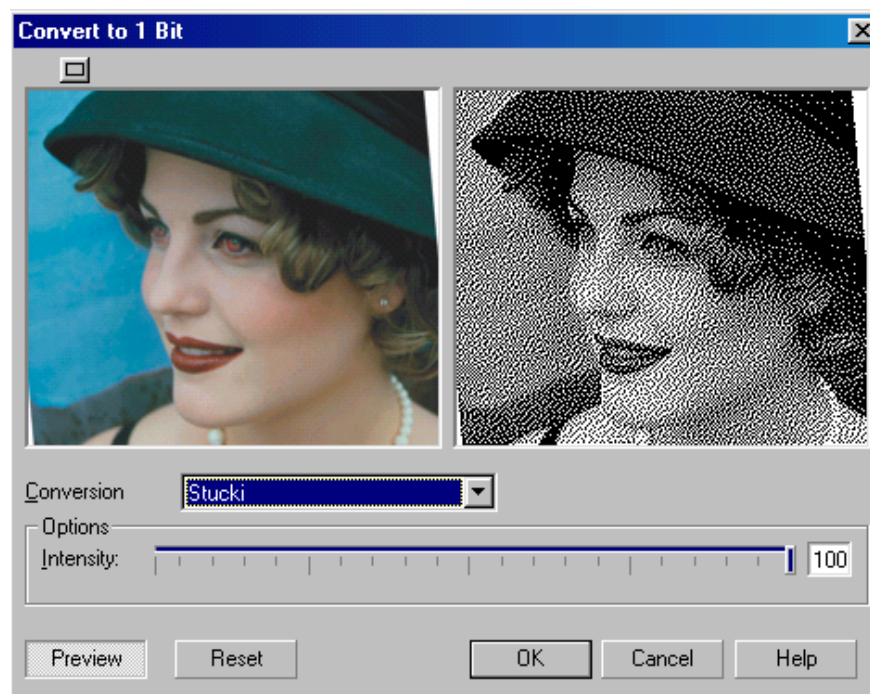 Convert to 1 Bit
Conversion Stucki
Options
Intensity: 100
Preview Reset OK Cancel Help